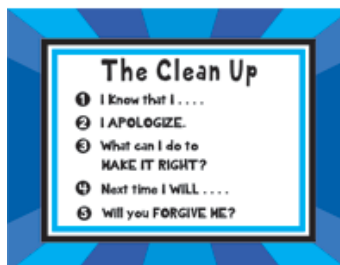 The Clean Up
1 I Know that I . . . .
2 I APOLOGIZE.
3 What can I do to
MAKE IT RIGHT?
4 Next time I WILL . . . .
5 Will you FORGIVE ME?